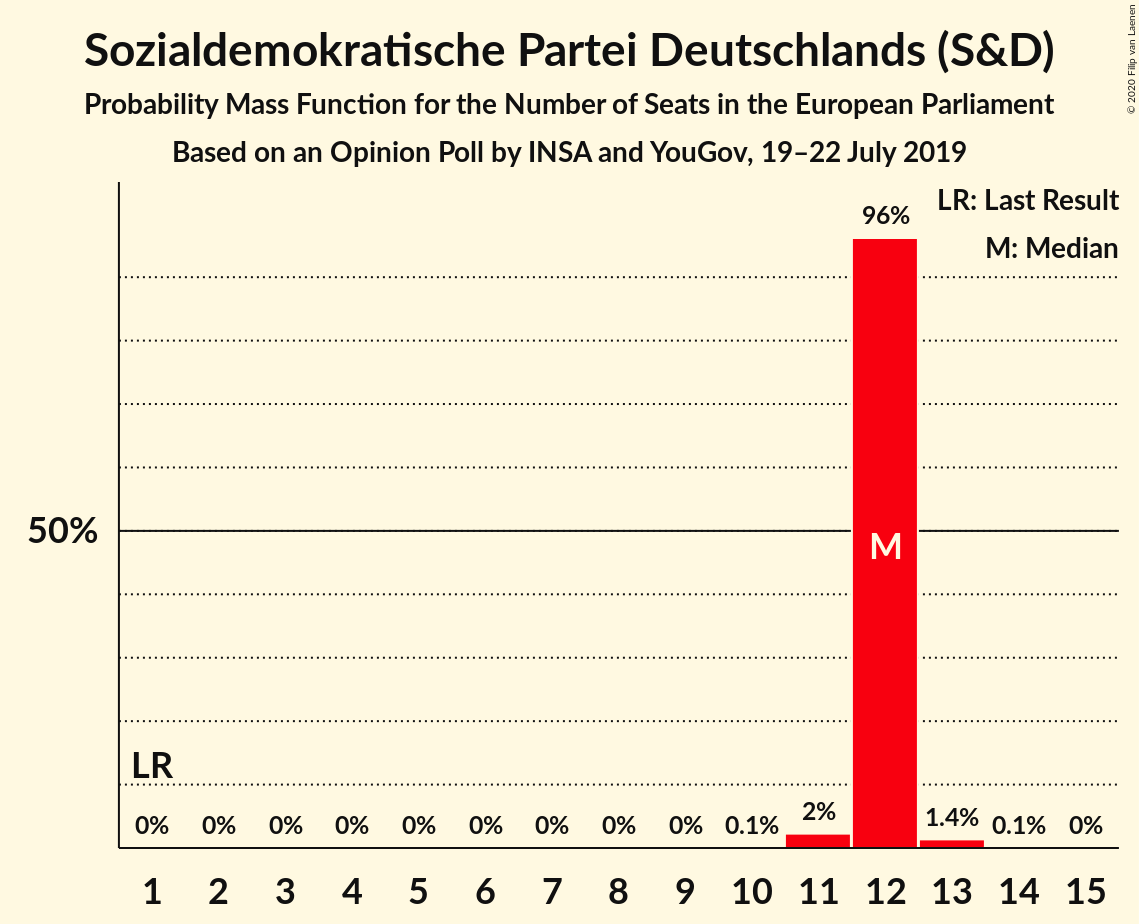 Sozialdemokratische Partei Deutschlands (S&D)
Probability Mass Function for the Number of Seats in the European Parliament
Based on an Opinion Poll by INSA and YouGov, 19–22 July 2019
© 2020 Filip van Laenen
LR: Last Result
M: Median
96%
50%
M
LR
0% 0% 0% 0% 0% 0% 0% 0% 0% 0.1% 2% 1.4% 0.1% 0%
1 2 3 4 5 6 7 8 9 10 11 12 13 14 15